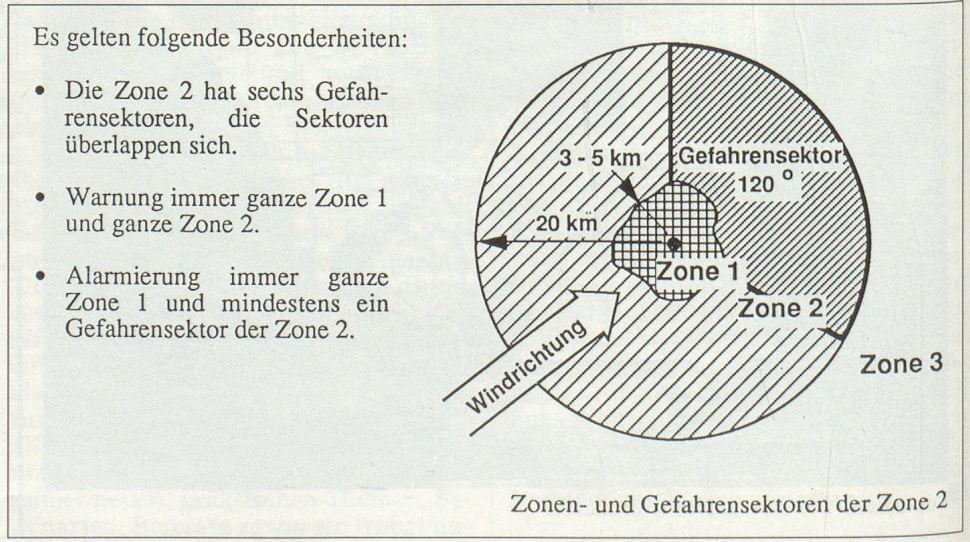 Es gelten folgende Besonderheiten:
• Die Zone 2 hat sechs Gefah-
rensektoren, die Sektoren
überlappen sich.
• Warnung immer ganze Zone 1
und ganze Zone 2.
• Alarmierung immer ganze
Zone 1 und mindestens ein
Gefahrensektor der Zone 2.
3 - 5 km
Gefahrensektor
120 °
20 km
Zone 1
Zone 2
Windrichtung
Zone 3
Zonen- und Gefahrensektoren der Zone 2